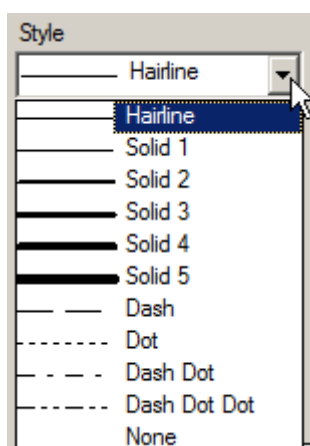 Style
Hairline
Hairline
Solid 1
Solid 2
Solid 3
Solid 4
Solid 5
Dash
Dot
Dash Dot
Dash Dot Dot
None